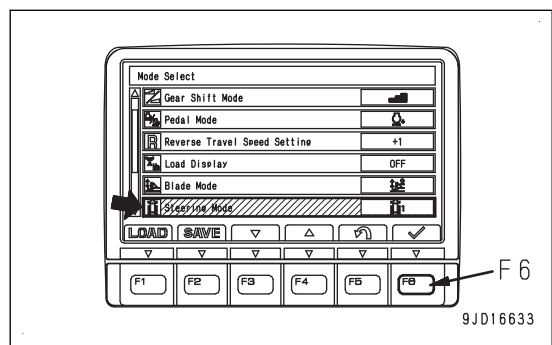 Mode Select
Gear Shift Mode
Pedal Mode
R Reverse Travel Speed Setting +1
Load Display OFF
Blade Mode
Steering Mode 1
LOAD SAVE
F1 F2 F3 F4 F5 F6
F6
9JD16633